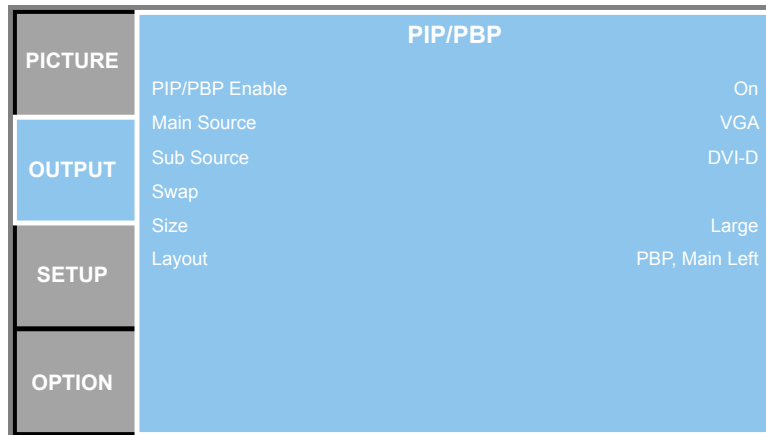 PICTURE
OUTPUT
SETUP
OPTION
PIP/PBP
PIP/PBP Enable On
Main Source VGA
Sub Source DVI-D
Swap
Size Large
Layout PBP, Main Left